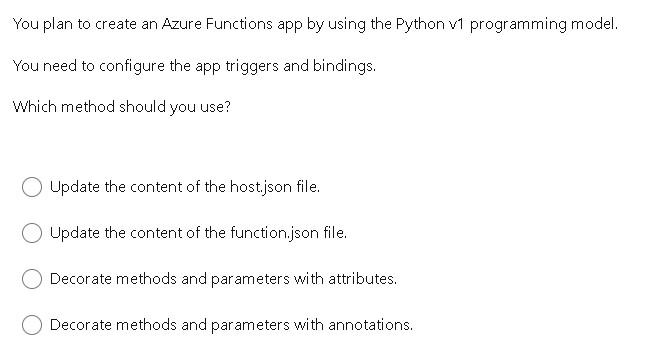 You plan to create an Azure Functions app by using the Python v1 programming model.
You need to configure the app triggers and bindings.
Which method should you use?
Update the content of the host.json file.
Update the content of the function.json file.
Decorate methods and parameters with attributes.
Decorate methods and parameters with annotations.